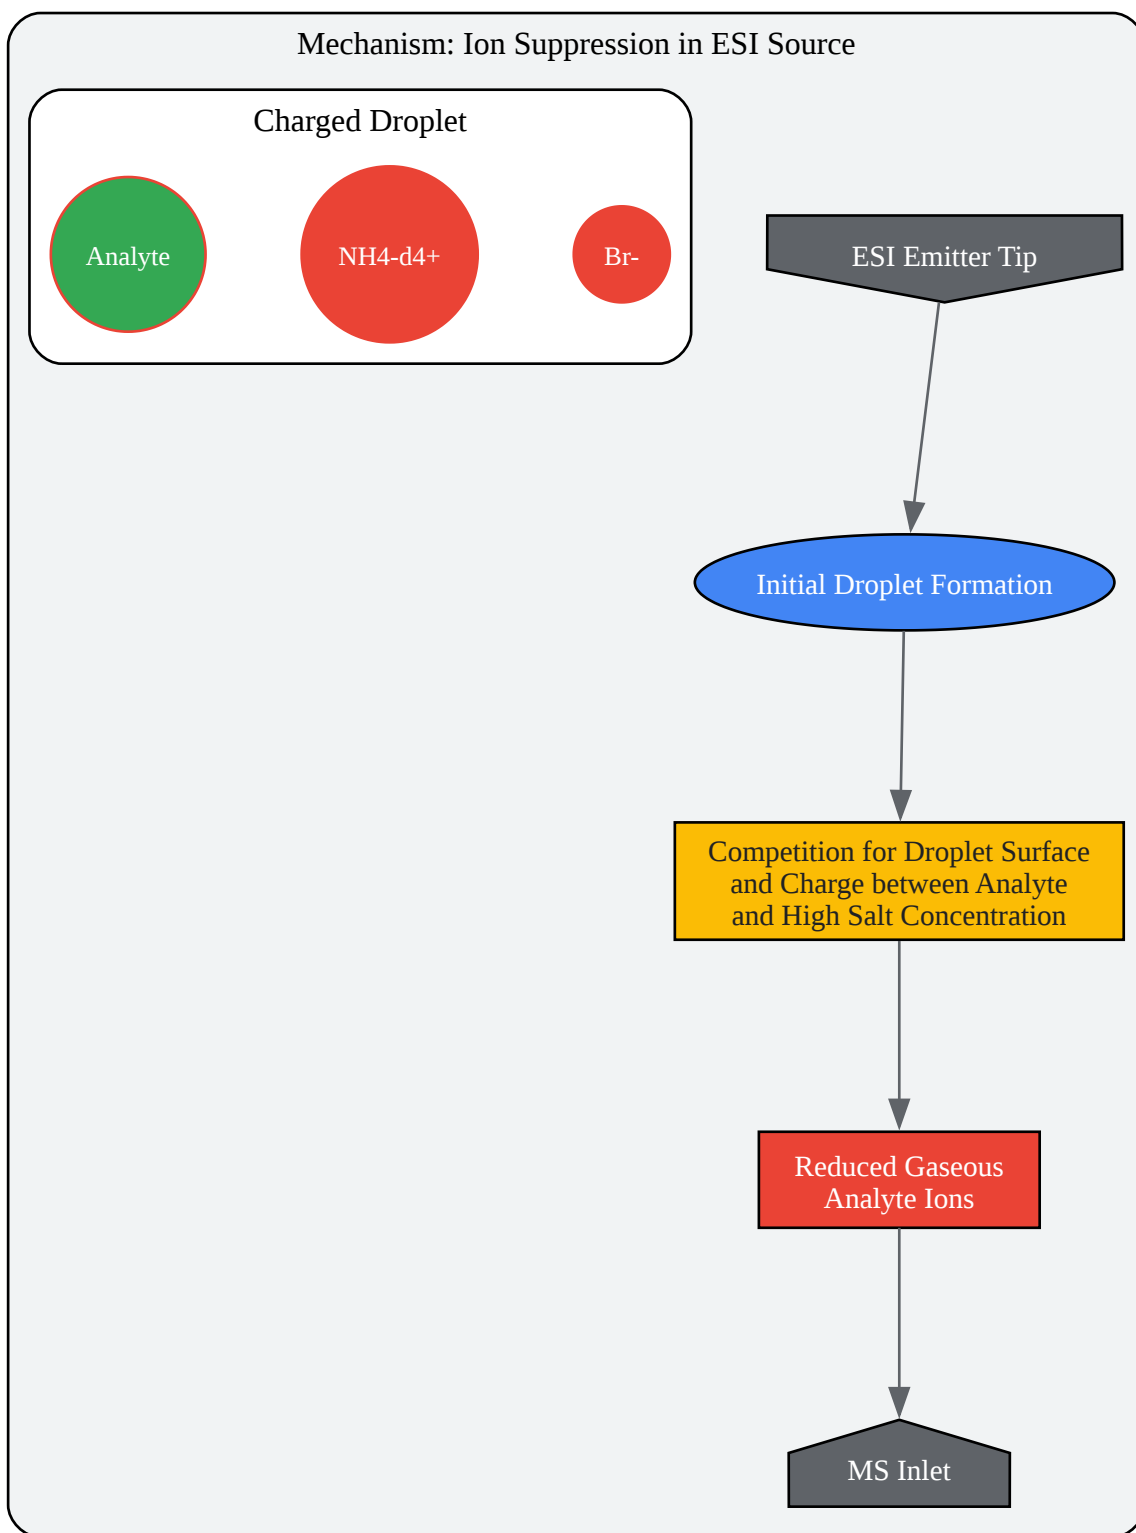 Mechanism: Ion Suppression in ESI Source
Charged Droplet
Analyte
NH4-d4+
Br-
ESI Emitter Tip
Initial Droplet Formation
Competition for Droplet Surface
and Charge between Analyte
and High Salt Concentration
Reduced Gaseous
Analyte Ions
MS Inlet